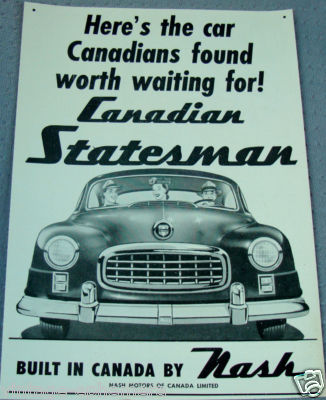 Here's the car
Canadians found
worth waiting for!
Canadian
Statesman
BUILT IN CANADA BY Nash
NASH MOTORS OF CANADA LIMITED